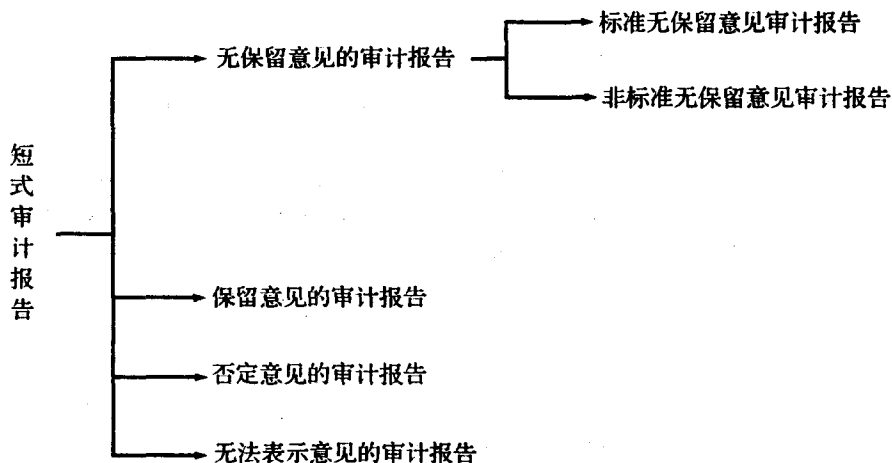 短式审计报告
无保留意见的审计报告
标准无保留意见审计报告
非标准无保留意见审计报告
保留意见的审计报告
否定意见的审计报告
无法表示意见的审计报告